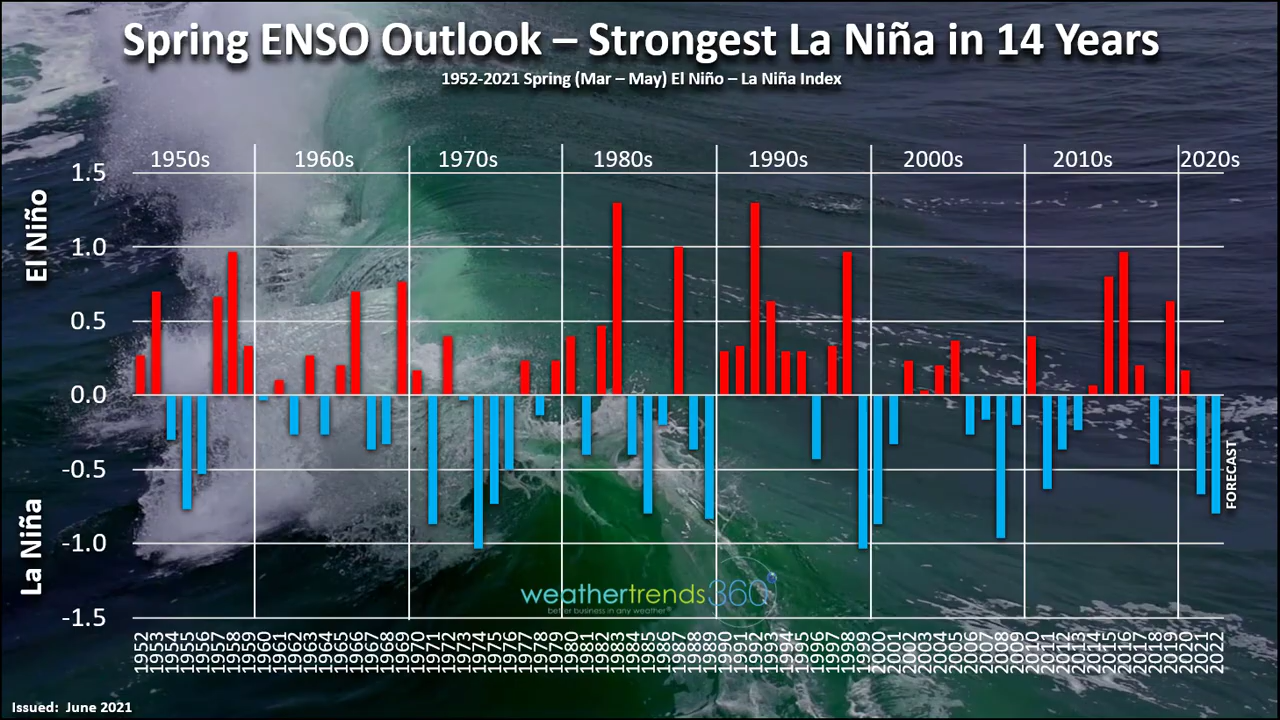 Spring ENSO Outlook – Strongest La Niña in 14 Years
1952-2021 Spring (Mar – May) El Niño – La Niña Index
1950s 1960s 1970s 1980s 1990s 2000s 2010s 2020s
1.5
El Niño
1.0
0.5
0.0
-0.5
FORECAST
La Niña
-1.0
weathertrends360°
better business in any weather®
-1.5
1952 1953 1954 1955 1956 1957 1958 1959 1960 1961 1962 1963 1964 1965 1966 1967 1968 1969 1970 1971 1972 1973 1974 1975 1976 1977 1978 1979 1980 1981 1982 1983 1984 1985 1986 1987 1988 1989 1990 1991 1992 1993 1994 1995 1996 1997 1998 1999 2000 2001 2002 2003 2004 2005 2006 2007 2008 2009 2010 2011 2012 2013 2014 2015 2016 2017 2018 2019 2020 2021 2022
Issued: June 2021